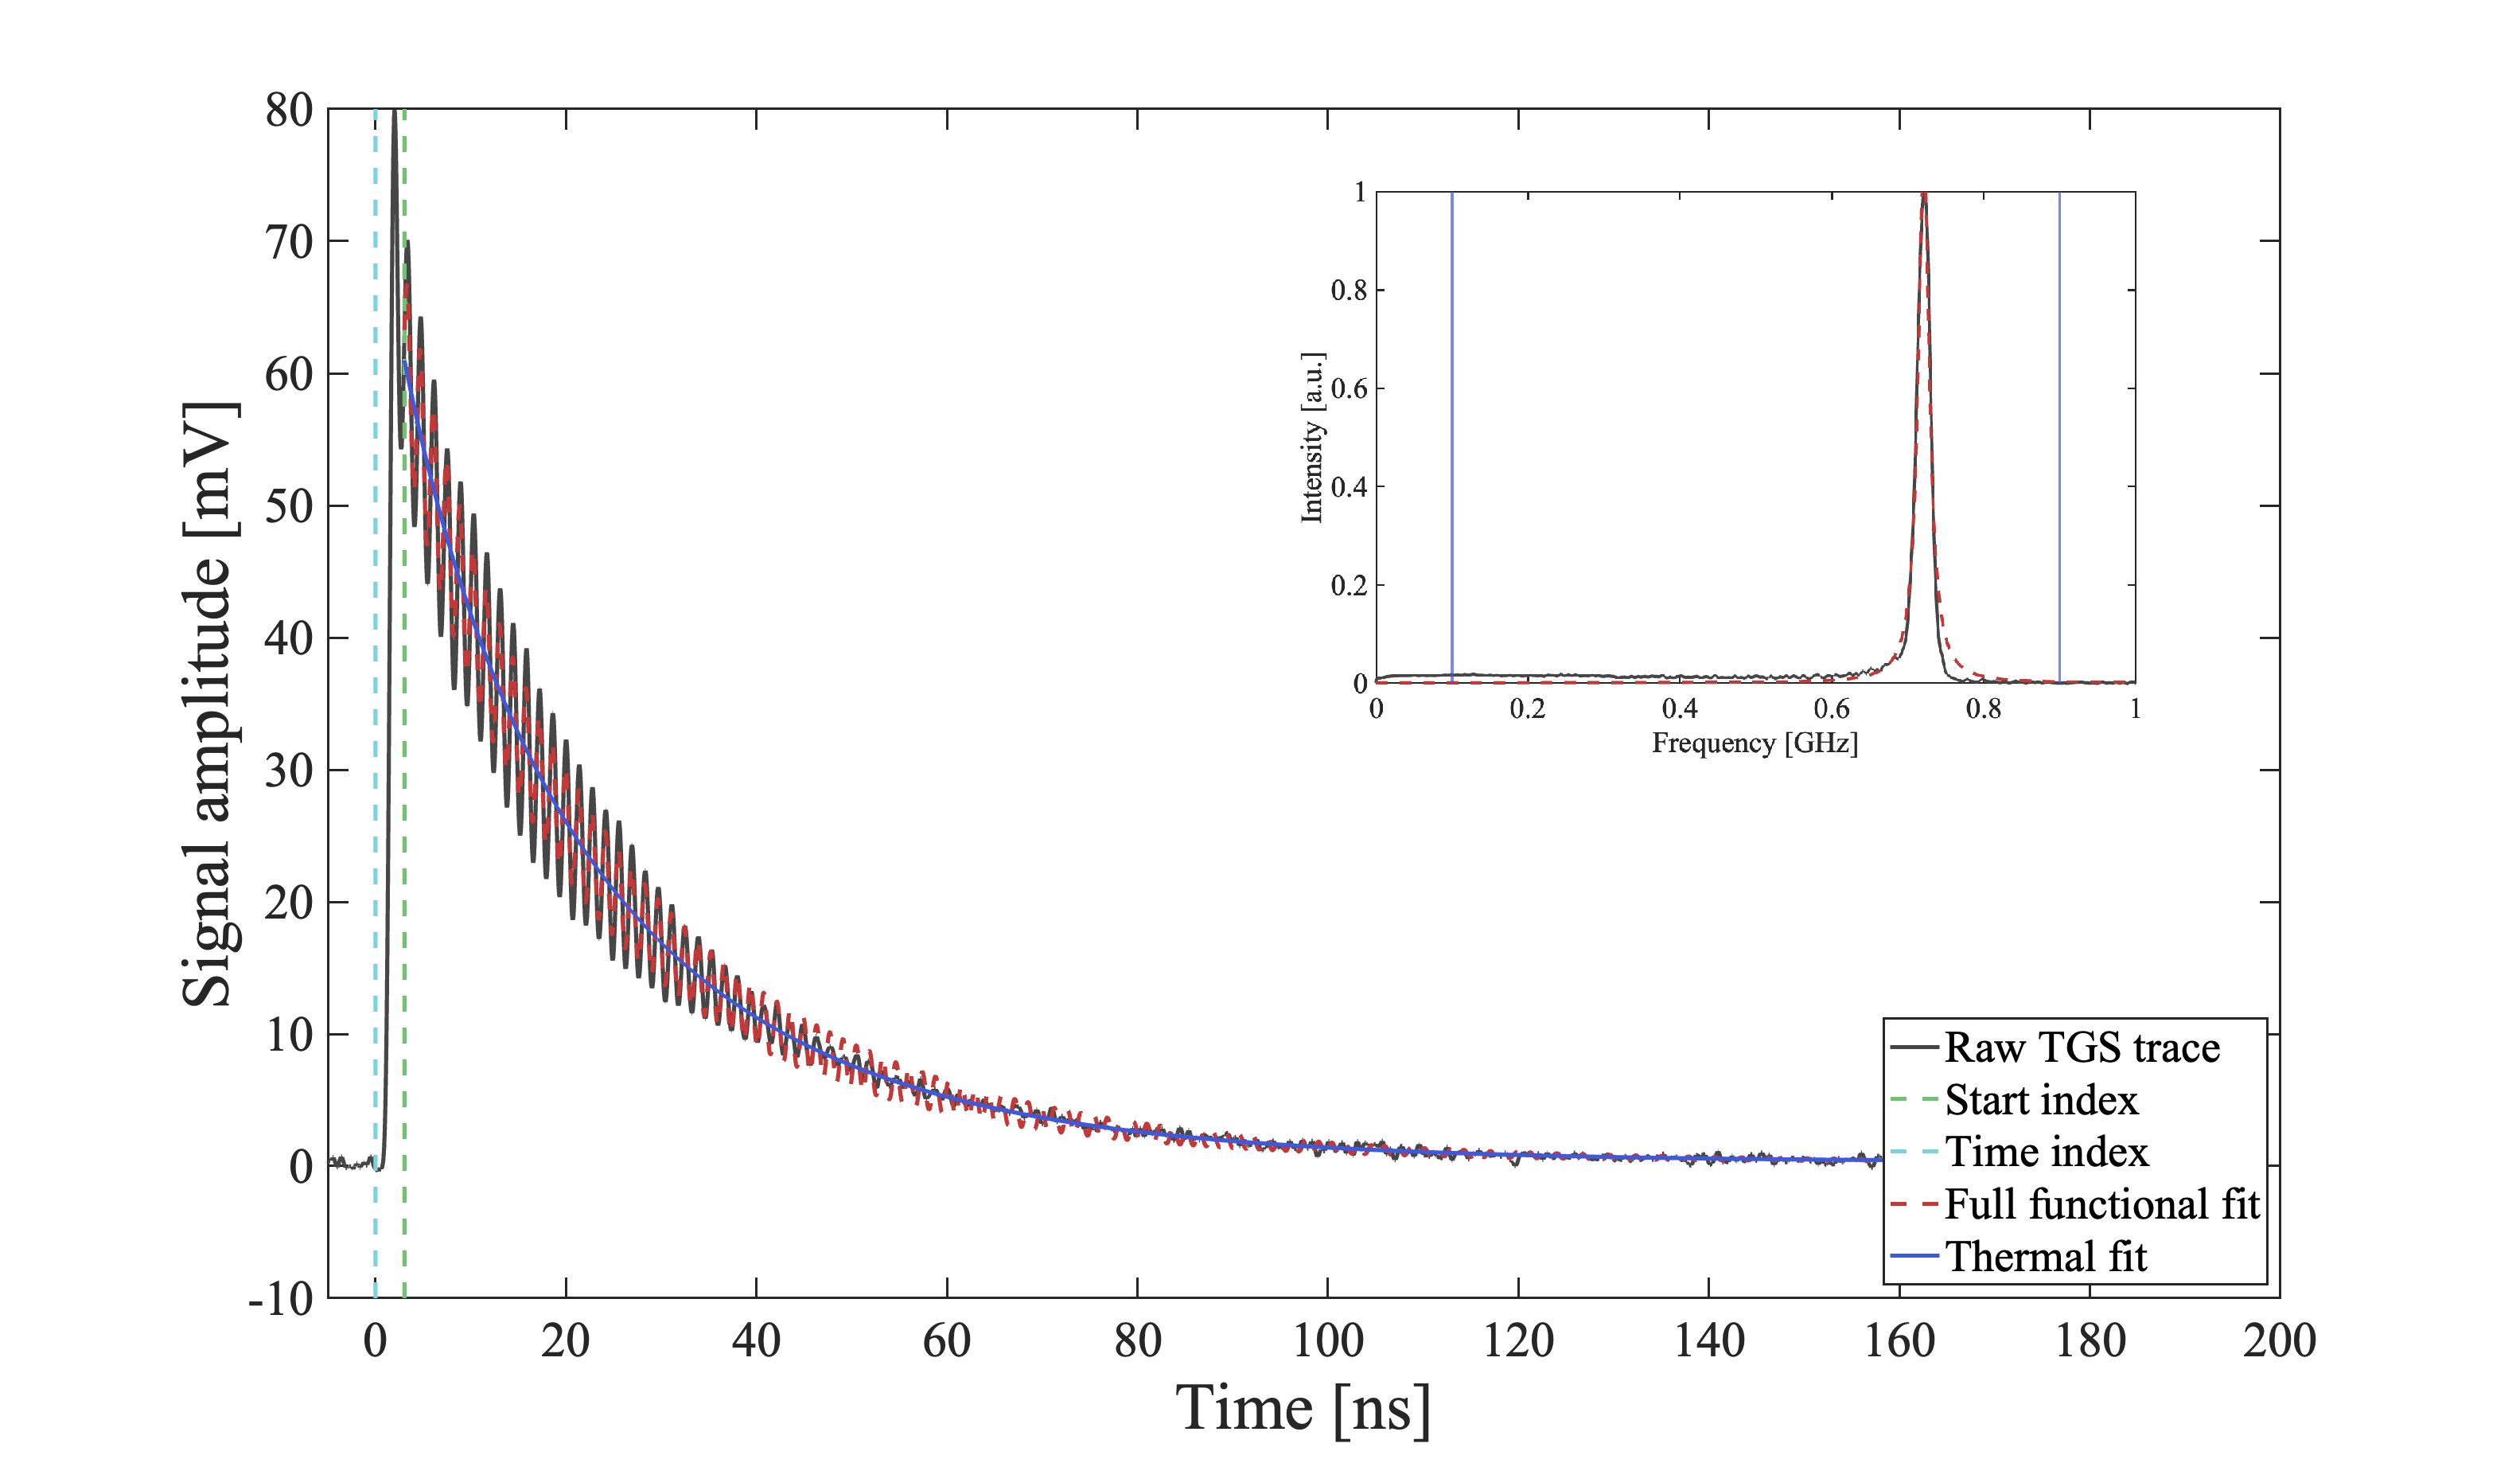 80
70
60
50
40
30
20
10
0
-10
Signal amplitude [mV]
0 20 40 60 80 100 120 140 160 180 200
Time [ns]
1
0.8
0.6
0.4
0.2
0
Intensity [a.u.]
0 0.2 0.4 0.6 0.8 1
Frequency [GHz]
Raw TGS trace
Start index
Time index
Full functional fit
Thermal fit